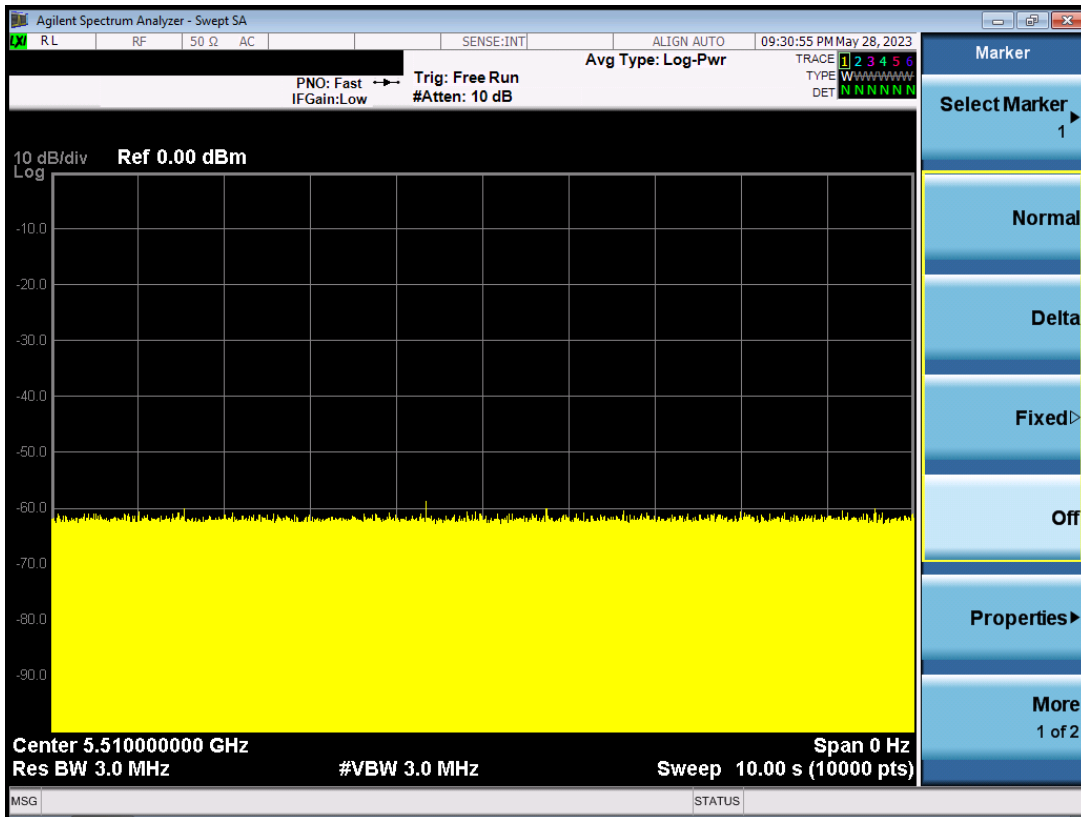 Agilent Spectrum Analyzer - Swept SA
LXI RL RF 50 Ω AC SENSE:INT ALIGN AUTO 09:30:55 PM May 28, 2023
Marker
Avg Type: Log-Pwr
TRACE 1 2 3 4 5 6
PNO: Fast Trig: Free Run
TYPE WWWWWW
IFGain:Low #Atten: 10 dB
DET N N N N N N
Select Marker
1
10 dB/div Ref 0.00 dBm
Log
Normal
-10.0
-20.0
Delta
-30.0
-40.0
Fixed
-50.0
-60.0
Off
-70.0
-80.0
Properties
-90.0
More
1 of 2
Center 5.510000000 GHz Span 0 Hz
Res BW 3.0 MHz #VBW 3.0 MHz Sweep 10.00 s (10000 pts)
MSG STATUS